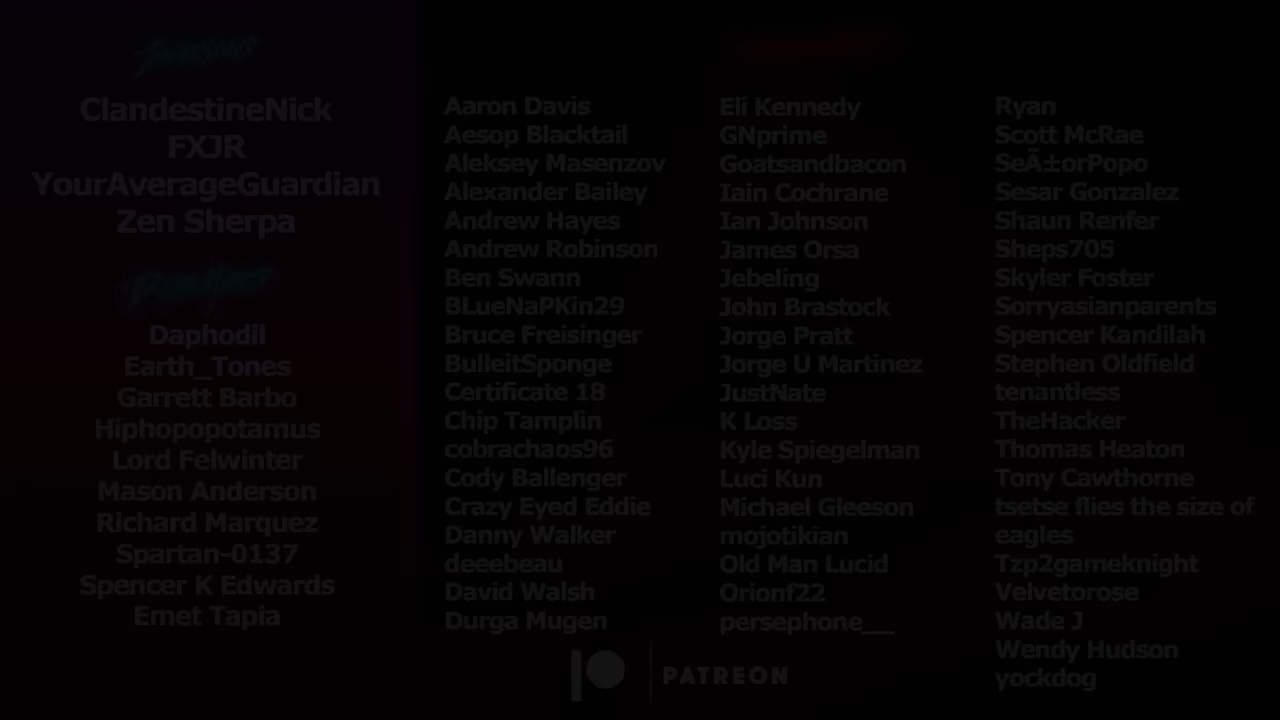 ClandestineNick
FXJR
YourAverageGuardian
Zen Sherpa
Daphodil
Earth_Tones
Garrett Barbo
Hiphopopotamus
Lord Felwinter
Mason Anderson
Richard Marquez
Spartan-0137
Spencer K Edwards
Emet Tapia
Aaron Davis
Aesop Blacktail
Aleksey Masenzov
Alexander Bailey
Andrew Hayes
Andrew Robinson
Ben Swann
BLueNaPKin29
Bruce Freisinger
BulleitSponge
Certificate 18
Chip Tamplin
cobrachaos96
Cody Ballenger
Crazy Eyed Eddie
Danny Walker
deeebeau
David Walsh
Durga Mugen
Eli Kennedy
GNprime
Goatsandbacon
Iain Cochrane
Ian Johnson
James Orsa
Jebeling
John Brastock
Jorge Pratt
Jorge U Martinez
JustNate
K Loss
Kyle Spiegelman
Luci Kun
Michael Gleeson
mojotikian
Old Man Lucid
Orionf22
persephone__
Ryan
Scott McRae
SeÃ±orPopo
Sesar Gonzalez
Shaun Renfer
Sheps705
Skyler Foster
Sorryasianparents
Spencer Kandilah
Stephen Oldfield
tenantless
TheHacker
Thomas Heaton
Tony Cawthorne
tsetse flies the size of
eagles
Tzp2gameknight
Velvetorose
Wade J
Wendy Hudson
yockdog
PATREON